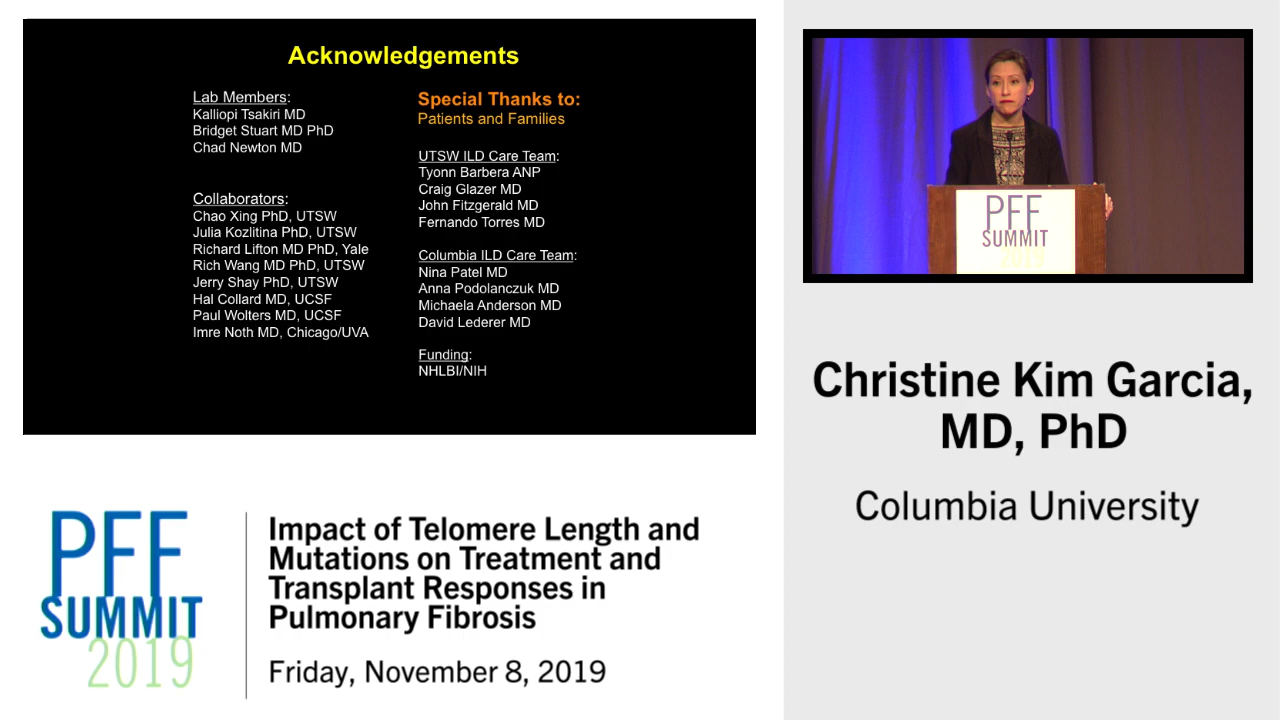 Acknowledgements
Lab Members:
Kalliopi Tsakiri MD
Bridget Stuart MD PhD
Chad Newton MD
Collaborators:
Chao Xing PhD, UTSW
Julia Kozlitina PhD, UTSW
Richard Lifton MD PhD, Yale
Rich Wang MD PhD, UTSW
Jerry Shay PhD, UTSW
Hal Collard MD, UCSF
Paul Wolters MD, UCSF
Imre Noth MD, Chicago/UVA
Special Thanks to:
Patients and Families
UTSW ILD Care Team:
Tyonn Barbera ANP
Craig Glazer MD
John Fitzgerald MD
Fernando Torres MD
Columbia ILD Care Team:
Nina Patel MD
Anna Podolanczuk MD
Michaela Anderson MD
David Lederer MD
Funding:
NHLBI/NIH
PFF
SUMMIT
2019
Christine Kim Garcia,
MD, PhD
Columbia University
PFF
SUMMIT
2019
Impact of Telomere Length and
Mutations on Treatment and
Transplant Responses in
Pulmonary Fibrosis
Friday, November 8, 2019